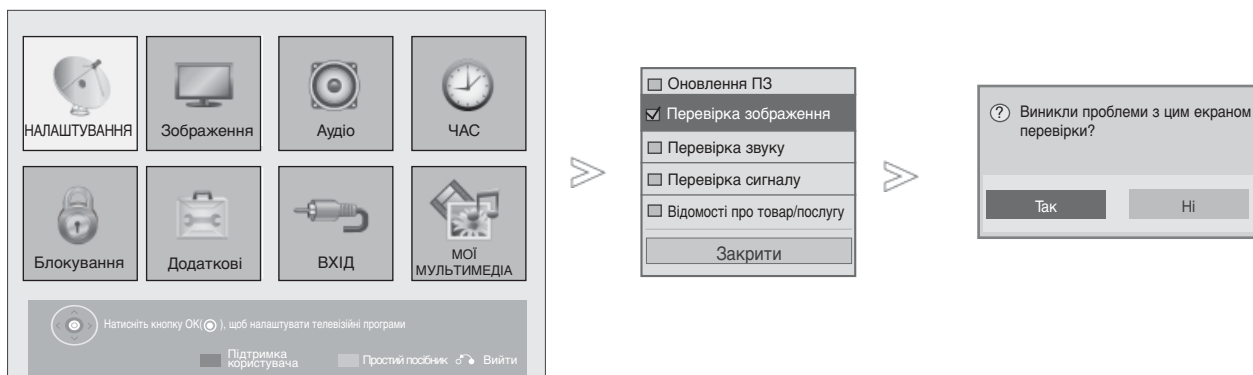 НАЛАШТУВАННЯ
Зображення
Аудіо
ЧАС
Блокування
Додаткові
ВХІД
МОЇ
МУЛЬТИМЕДІА
Натисніть кнопку ОК( ), щоб налаштувати телевізійні програми
Підтримка
користувача
Простий посібник
Вийти
Оновлення ПЗ
Перевірка зображення
Перевірка звуку
Перевірка сигналу
Відомості про товар/послугу
Закрити
? Виникли проблеми з цим екраном
перевірки?
Так
Ні